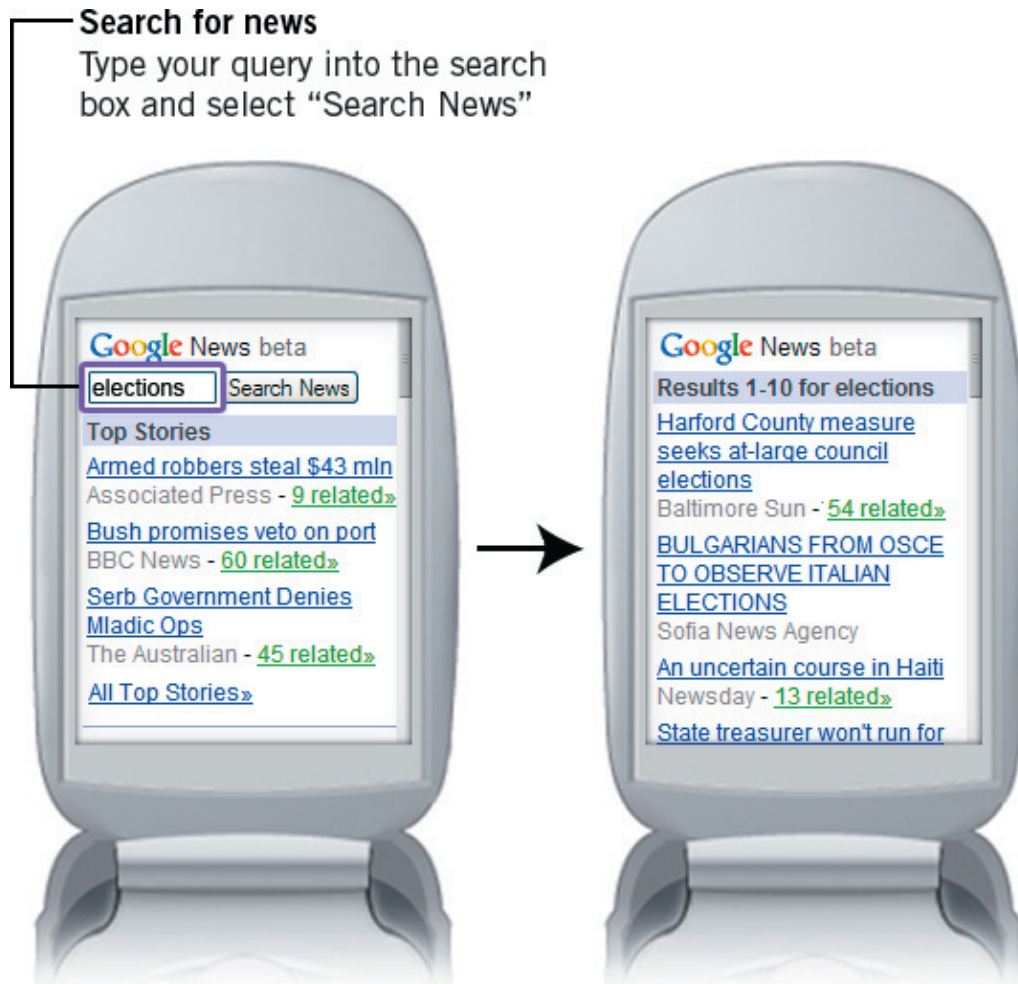 Search for news
Type your query into the search
box and select “Search News”
Google News beta
elections Search News
Top Stories
Armed robbers steal $43 mln
Associated Press - 9 related»
Bush promises veto on port
BBC News - 60 related»
Serb Government Denies
Mladic Ops
The Australian - 45 related»
All Top Stories»
Google News beta
Results 1-10 for elections
Harford County measure
seeks at-large council
elections
Baltimore Sun - 54 related»
BULGARIANS FROM OSCE
TO OBSERVE ITALIAN
ELECTIONS
Sofia News Agency
An uncertain course in Haiti
Newsday - 13 related»
State treasurer won't run for